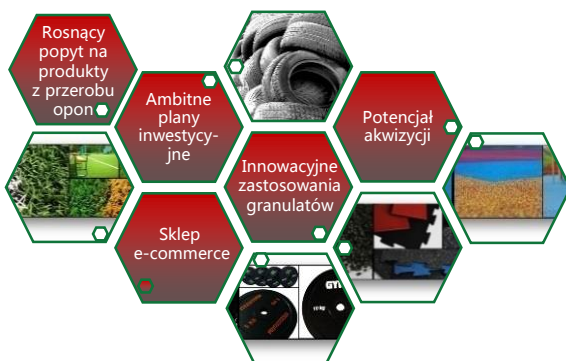 Rosnący
popyt na
produkty
z przerobu
opon
Ambitne
plany
inwestycy-
jne
Potencjał
akwizycji
Innowacyjne
zastosowania
granulatów
Sklep
e-commerce